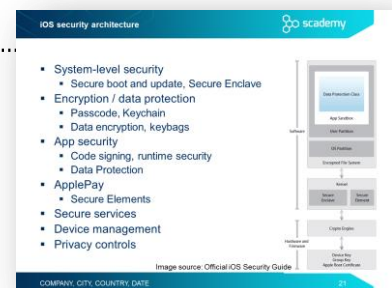 iOS security architecture
scademy
System-level security
Secure boot and update, Secure Enclave
Encryption / data protection
Passcode, Keychain
Data encryption, keybags
App security
Code signing, runtime security
Data Protection
ApplePay
Secure Elements
Secure services
Device management
Privacy controls
Data Protection Class
App Sandbox
User Partition
OS Partition
Encrypted File System
Software
Kernel
Secure Enclave
Secure Element
Hardware and Firmware
Crypto Engine
Device Key
Group Key
Apple Root Certificate
Image source: Official iOS Security Guide
COMPANY, CITY, COUNTRY, DATE
21